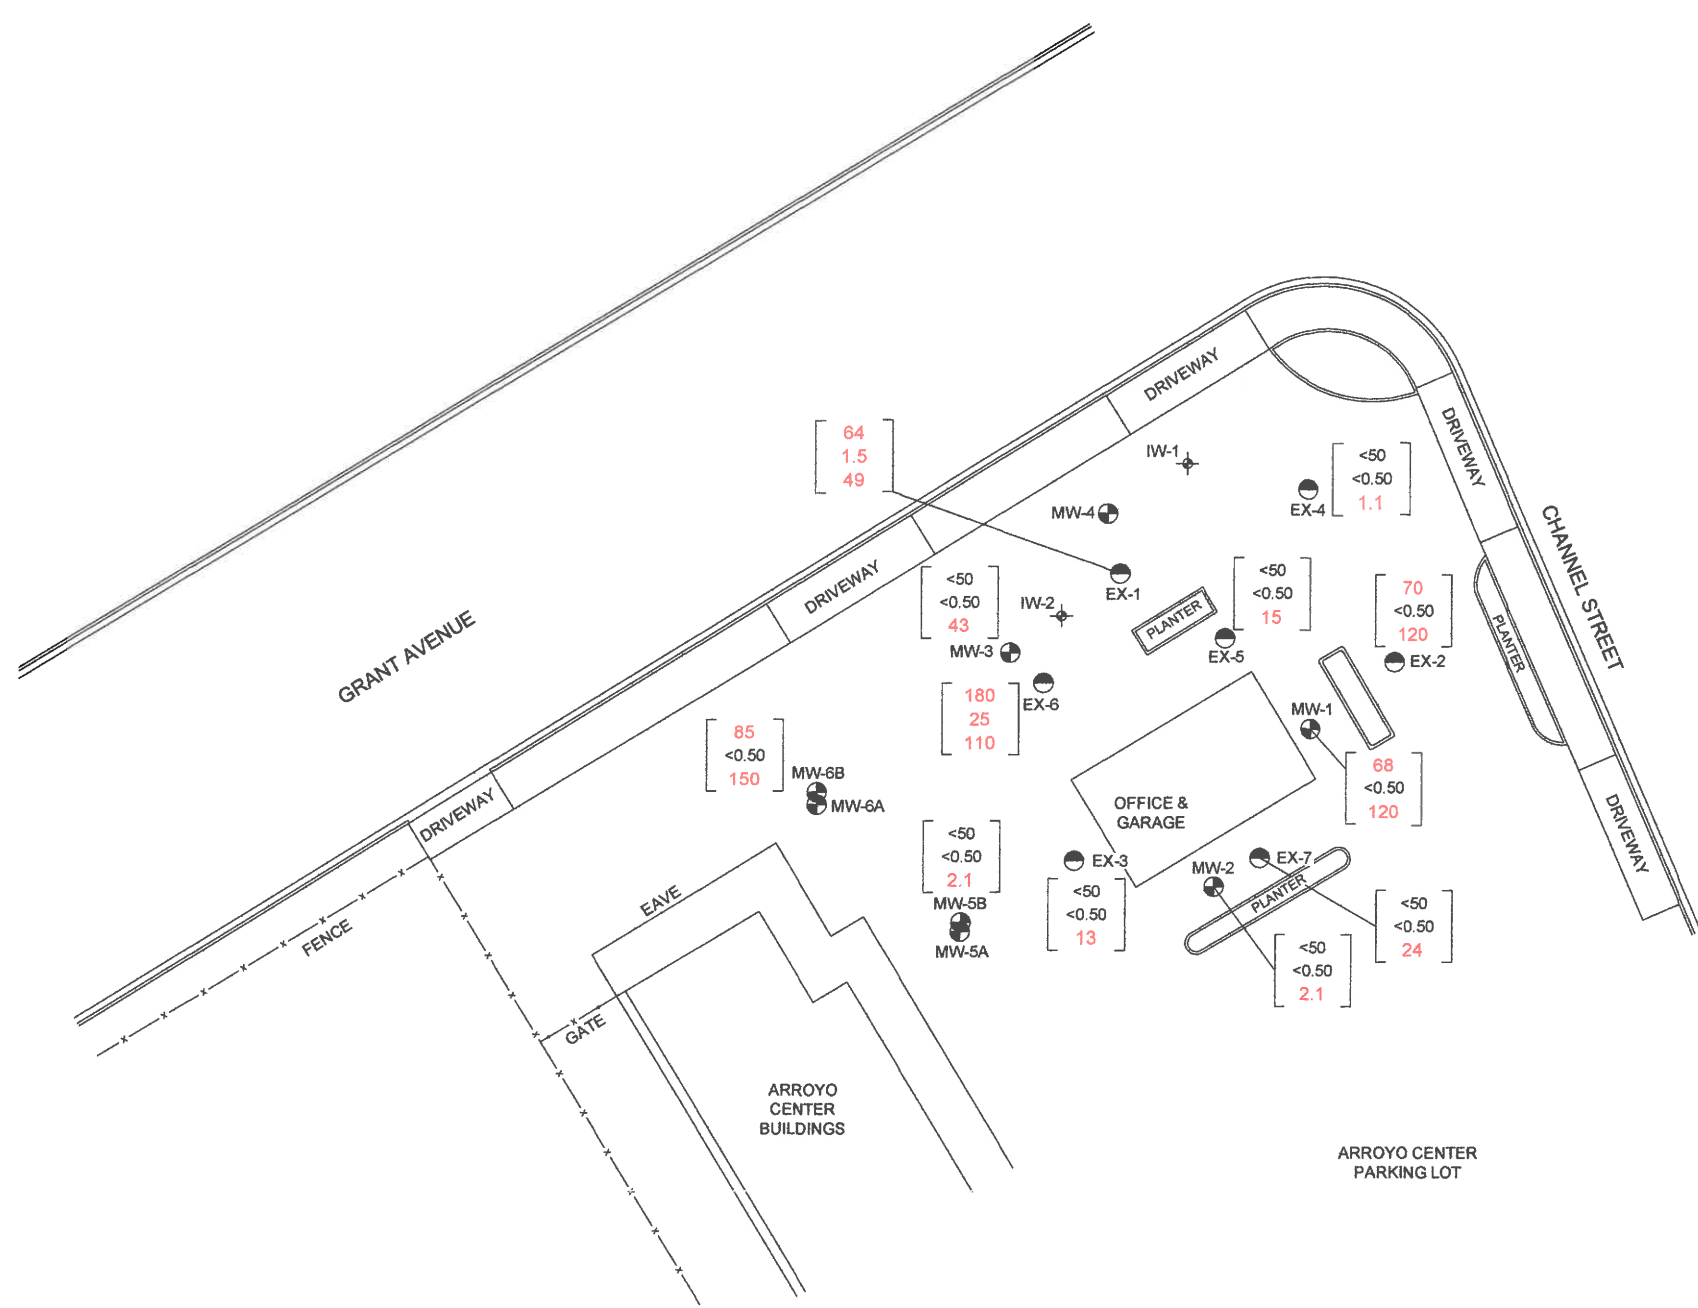 DRIVEWAY
64
1.5
49
IW-1
<50
<0.50
1.1
EX-4
DRIVEWAY
MW-4
CHANNEL STREET
DRIVEWAY
<50
<0.50
43
IW-2
EX-1
PLANTER
<50
<0.50
15
70
<0.50
120
PLANTER
GRANT AVENUE
MW-3
EX-5
EX-2
EX-6
180
25
110
MW-1
85
<0.50
150
MW-6B
MW-6A
68
<0.50
120
DRIVEWAY
OFFICE &
GARAGE
DRIVEWAY
<50
<0.50
2.1
EX-3
MW-2
EX-7
PLANTER
EAVE
MW-5B
MW-5A
<50
<0.50
13
<50
<0.50
24
FENCE
<50
<0.50
2.1
GATE
ARROYO
CENTER
BUILDINGS
ARROYO CENTER
PARKING LOT